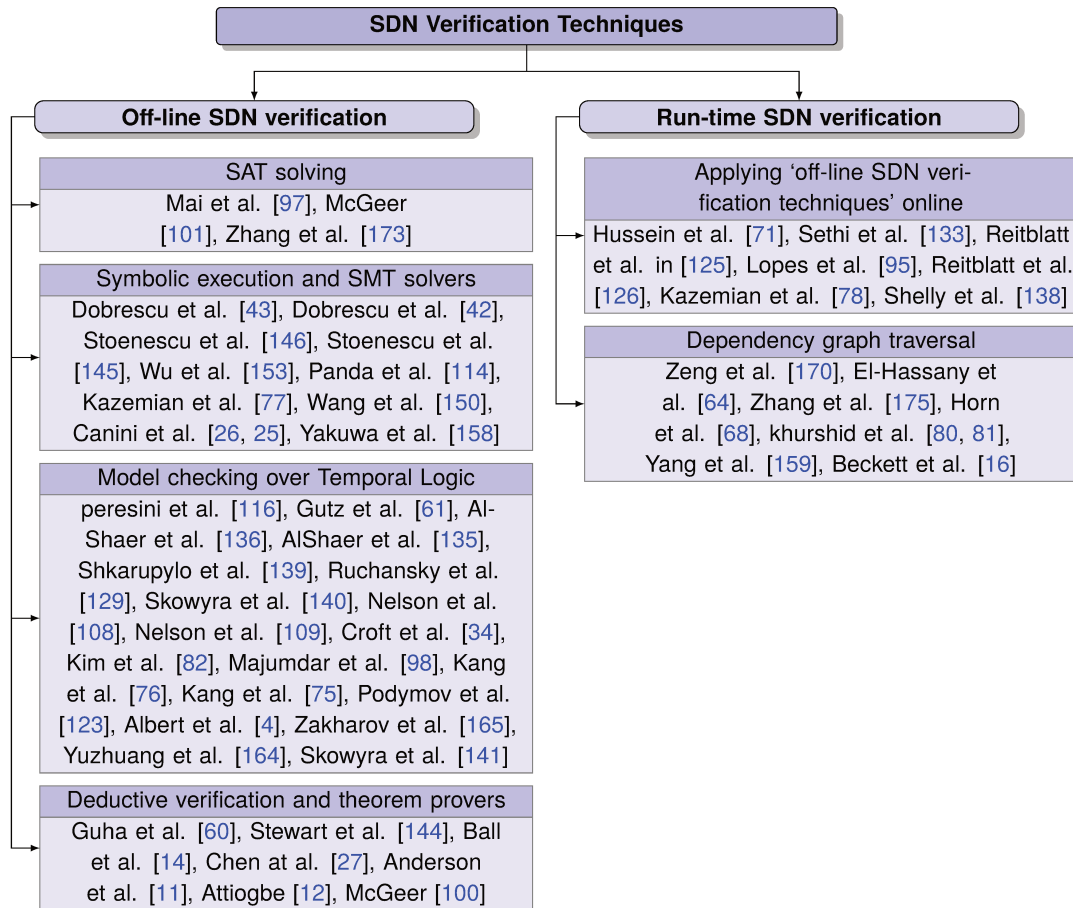 SDN Verification Techniques
Off-line SDN verification
SAT solving
Mai et al. [97], McGeer
[101], Zhang et al. [173]
Symbolic execution and SMT solvers
Dobrescu et al. [43], Dobrescu et al. [42],
Stoenescu et al. [146], Stoenescu et al.
[145], Wu et al. [153], Panda et al. [114],
Kazemian et al. [77], Wang et al. [150],
Canini et al. [26, 25], Yakuwa et al. [158]
Model checking over Temporal Logic
peresini et al. [116], Gutz et al. [61], Al-
Shaer et al. [136], AlShaer et al. [135],
Shkarupylo et al. [139], Ruchansky et al.
[129], Skowyra et al. [140], Nelson et al.
[108], Nelson et al. [109], Croft et al. [34],
Kim et al. [82], Majumdar et al. [98], Kang
et al. [76], Kang et al. [75], Podymov et al.
[123], Albert et al. [4], Zakharov et al. [165],
Yuzhuang et al. [164], Skowyra et al. [141]
Deductive verification and theorem provers
Guha et al. [60], Stewart et al. [144], Ball
et al. [14], Chen at al. [27], Anderson
et al. [11], Attiogbe [12], McGeer [100]
Run-time SDN verification
Applying ‘off-line SDN veri-
fication techniques’ online
Hussein et al. [71], Sethi et al. [133], Reitblatt
et al. in [125], Lopes et al. [95], Reitblatt et al.
[126], Kazemian et al. [78], Shelly et al. [138]
Dependency graph traversal
Zeng et al. [170], El-Hassany et
al. [64], Zhang et al. [175], Horn
et al. [68], khurshid et al. [80, 81],
Yang et al. [159], Beckett et al. [16]